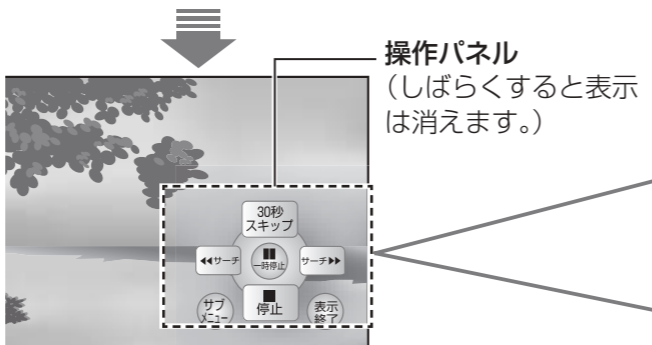 操作パネル
（しばらくすると表示
は消えます。）
30秒
スキップ
◀◀サーチ
一時停止
サーチ▶▶
サブ
メニュー
停止
表示
終了